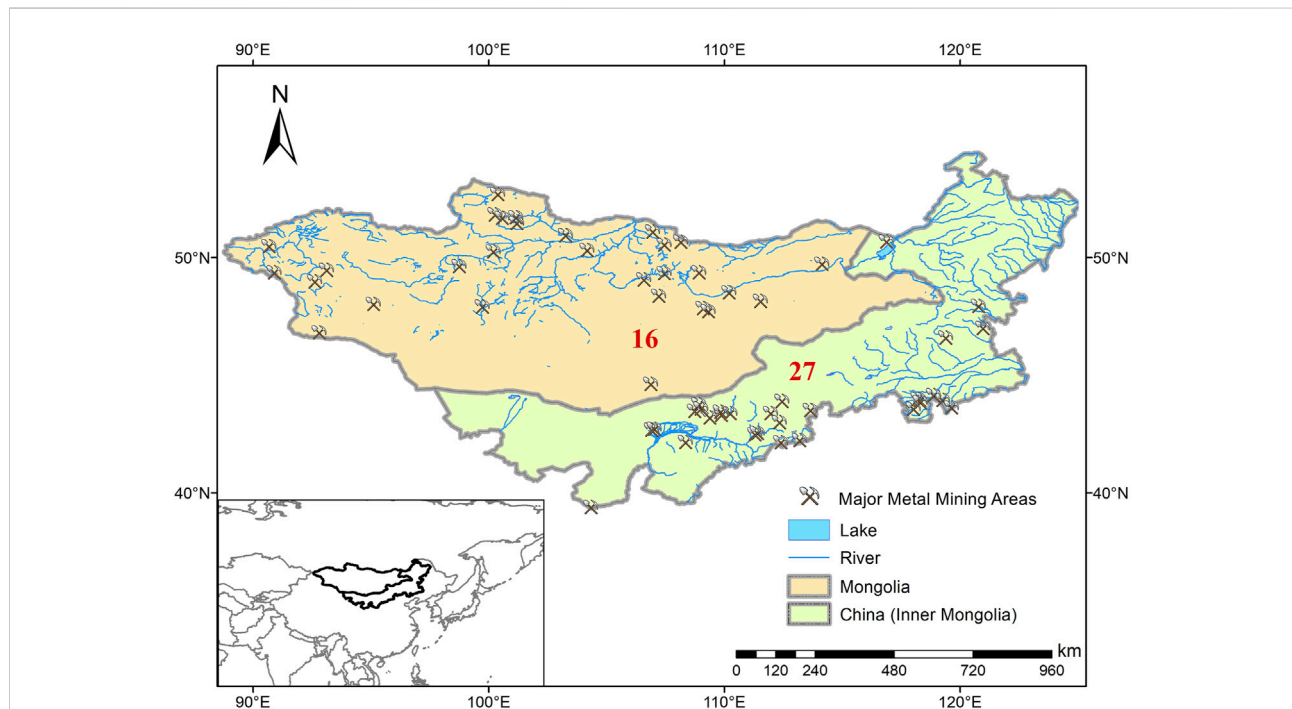 90°E 100°E 110°E 120°E
N
50°N 50°N
16
27
40°N 40°N
Major Metal Mining Areas
Lake
River
Mongolia
China (Inner Mongolia)
km
0 120 240 480 720 960
90°E 100°E 110°E 120°E